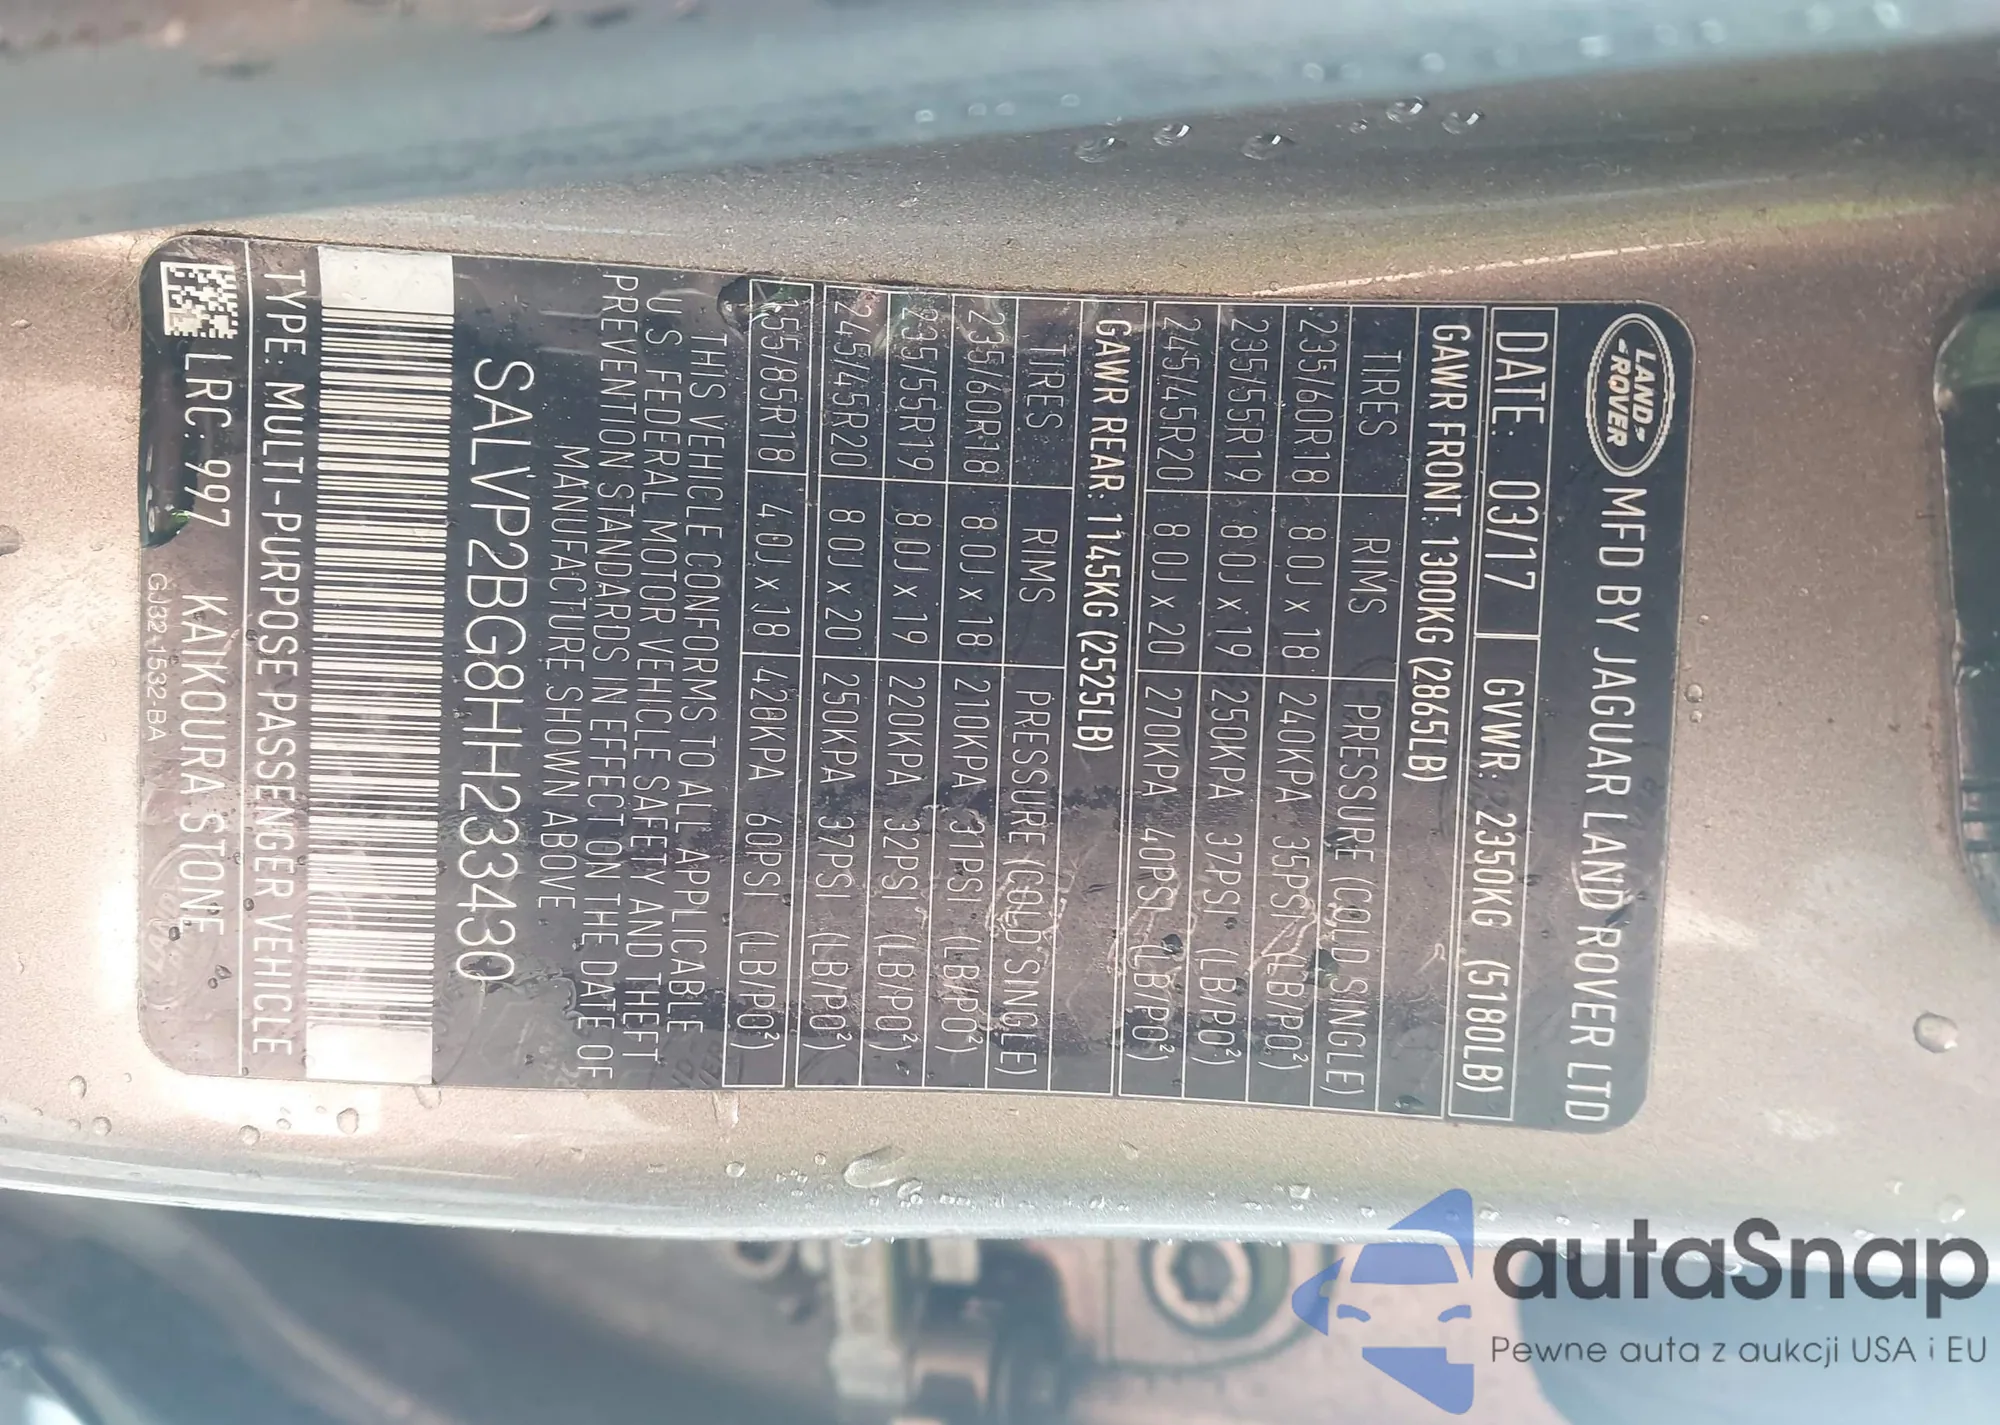 LAND-
-ROVER
MFD BY JAGUAR LAND ROVER LTD
DATE: 03/17 GVWR: 2350KG (5180LB)
GAWR FRONT: 1300KG (2865LB)
TIRES RIMS PRESSURE (COLD SINGLE)
235/60R18 8.0J x 18 240KPA 35PSI (LB/PO²)
235/55R19 8.0J x 19 250KPA 37PSI (LB/PO²)
245/45R20 8.0J x 20 270KPA 40PSI (LB/PO²)
GAWR REAR: 1145KG (2525LB)
TIRES RIMS PRESSURE (COLD SINGLE)
235/60R18 8.0J x 18 210KPA 31PSI (LB/PO²)
235/55R19 8.0J x 19 220KPA 32PSI (LB/PO²)
245/45R20 8.0J x 20 250KPA 37PSI (LB/PO²)
155/85R18 4.0J x 18 420KPA 60PSI (LB/PO²)
THIS VEHICLE CONFORMS TO ALL APPLICABLE
U.S FEDERAL MOTOR VEHICLE SAFETY AND THEFT
PREVENTION STANDARDS IN EFFECT ON THE DATE OF
MANUFACTURE SHOWN ABOVE.
SALVP2BG8HH233430
TYPE: MULTI-PURPOSE PASSENGER VEHICLE
LRC: 997 KAIKOURA STONE
GJ32-1532-BA
autaSnap
Pewne auta z aukcji USA i EU